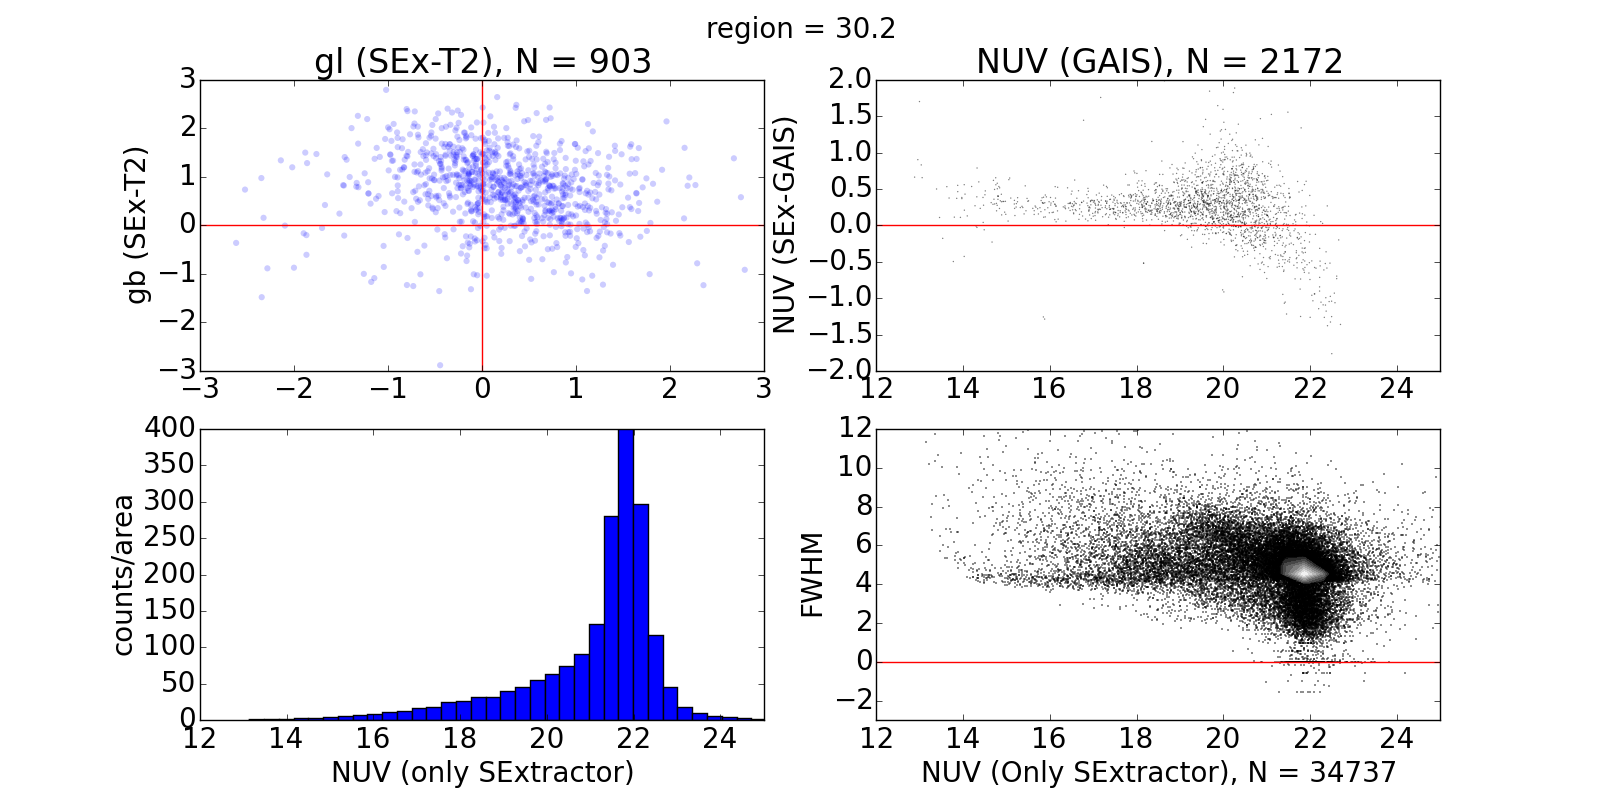 region = 30.2
gl (SEx-T2), N = 903
3
2
1
0
−1
−2
−3
gb (SEx-T2)
−3 −2 −1 0 1 2 3
NUV (GAIS), N = 2172
2.0
1.5
1.0
0.5
0.0
−0.5
−1.0
−1.5
−2.0
NUV (SEx-GAIS)
12 14 16 18 20 22 24
400
350
300
250
200
150
100
50
0
counts/area
12 14 16 18 20 22 24
NUV (only SExtractor)
12
10
8
6
4
2
0
−2
FWHM
12 14 16 18 20 22 24
NUV (Only SExtractor), N = 34737